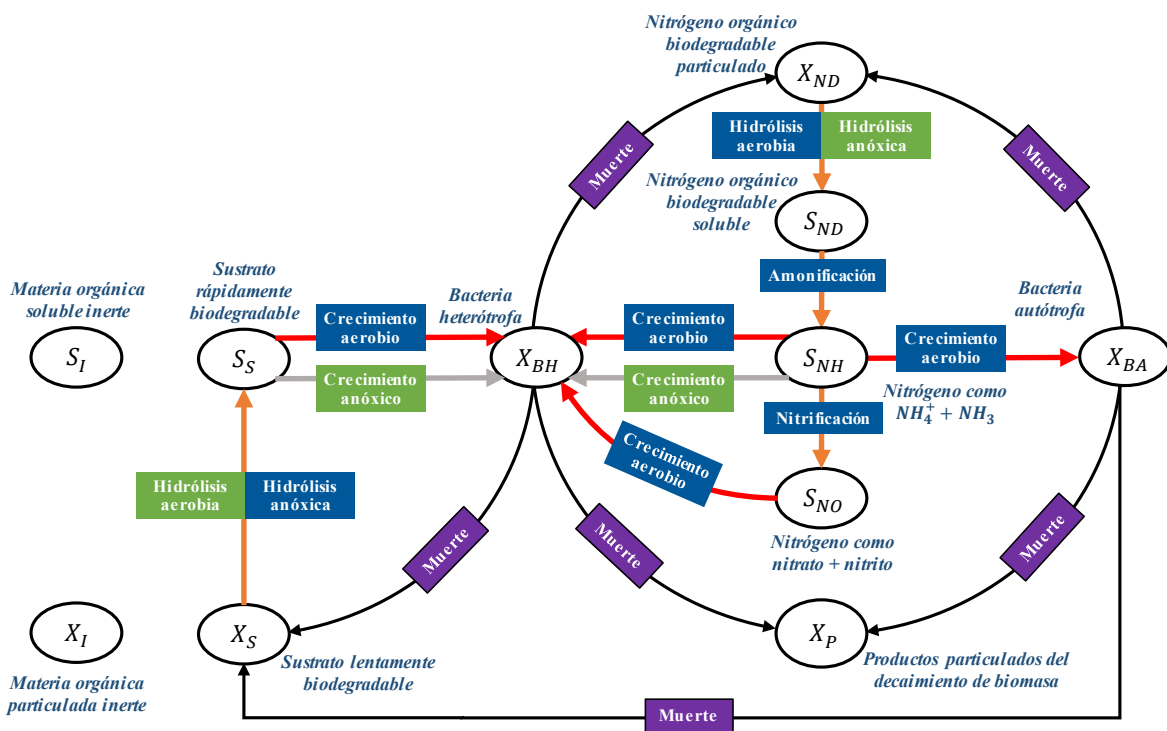 Nitrógeno orgánico
biodegradable
particulado
X_ND
Hidrólisis
aerobia
Hidrólisis
anóxica
Muerte
Muerte
Nitrógeno orgánico
biodegradable
soluble
S_ND
Amonificación
Materia orgánica
soluble inerte
S_I
Sustrato
rápidamente
biodegradable
S_S
Crecimiento
aerobio
Crecimiento
anóxico
Bacteria
heterótrofa
X_BH
Crecimiento
aerobio
Crecimiento
anóxico
S_NH
Crecimiento
aerobio
Bacteria
autótrofa
X_BA
Nitrógeno como
NH₄⁺ + NH₃
Nitrificación
Crecimiento
aerobio
S_NO
Nitrógeno como
nitrato + nitrito
Hidrólisis
aerobia
Hidrólisis
anóxica
Muerte
Muerte
Muerte
X_I
Materia orgánica
particulada inerte
X_S
Sustrato lentamente
biodegradable
X_P
Productos particulados del
decaimiento de biomasa
Muerte